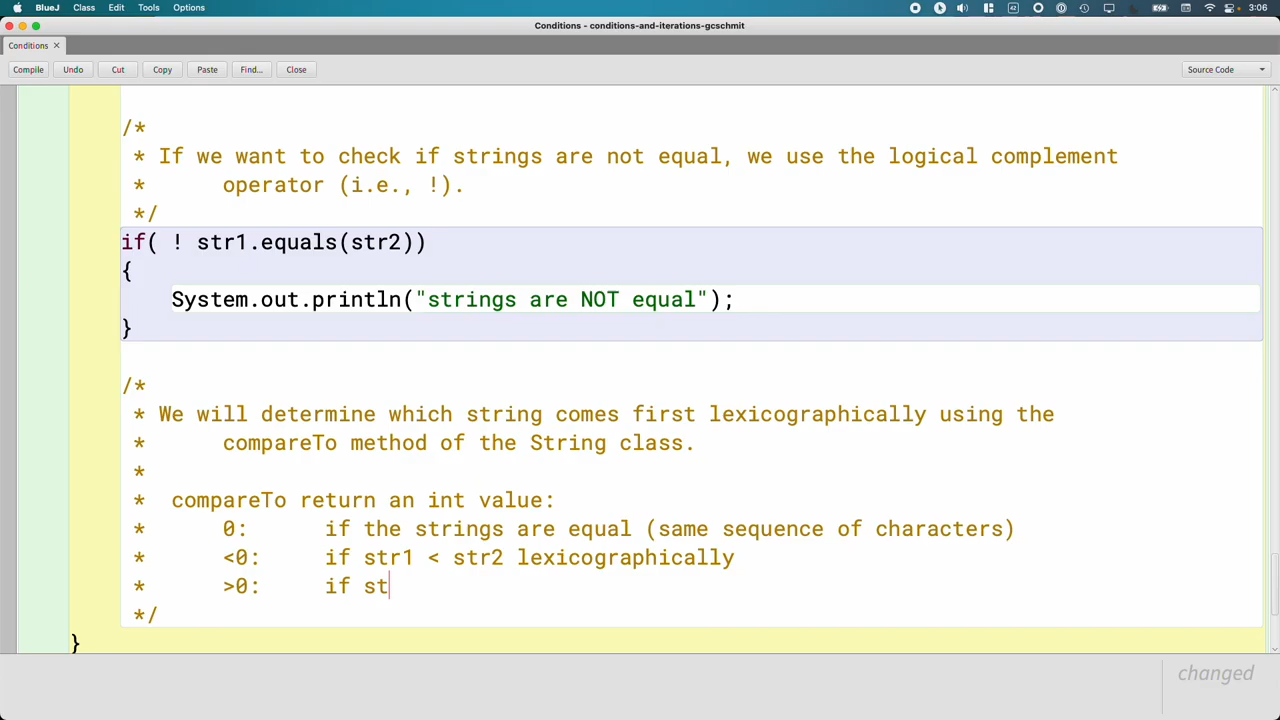 BlueJ Class Edit Tools Options 3:06
Conditions - conditions-and-iterations-gcschmit
Conditions ×
Compile Undo Cut Copy Paste Find... Close Source Code
/*
* If we want to check if strings are not equal, we use the logical complement
* operator (i.e., !).
*/
if( ! str1.equals(str2))
{
System.out.println("strings are NOT equal");
}
/*
* We will determine which string comes first lexicographically using the
* compareTo method of the String class.
*
* compareTo return an int value:
* 0: if the strings are equal (same sequence of characters)
* <0: if str1 < str2 lexicographically
* >0: if st
*/
}
changed